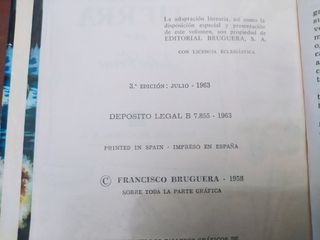 La adaptación literaria, así como la
disposición especial y presentación
de este volumen, son propiedad de
EDITORIAL BRUGUERA, S. A.
CON LICENCIA ECLESIÁSTICA
3.ª EDICIÓN: JULIO - 1963
DEPOSITO LEGAL B 7.855 - 1963
PRINTED IN SPAIN - IMPRESO EN ESPAÑA
© FRANCISCO BRUGUERA - 1958
SOBRE TODA LA PARTE GRÁFICA